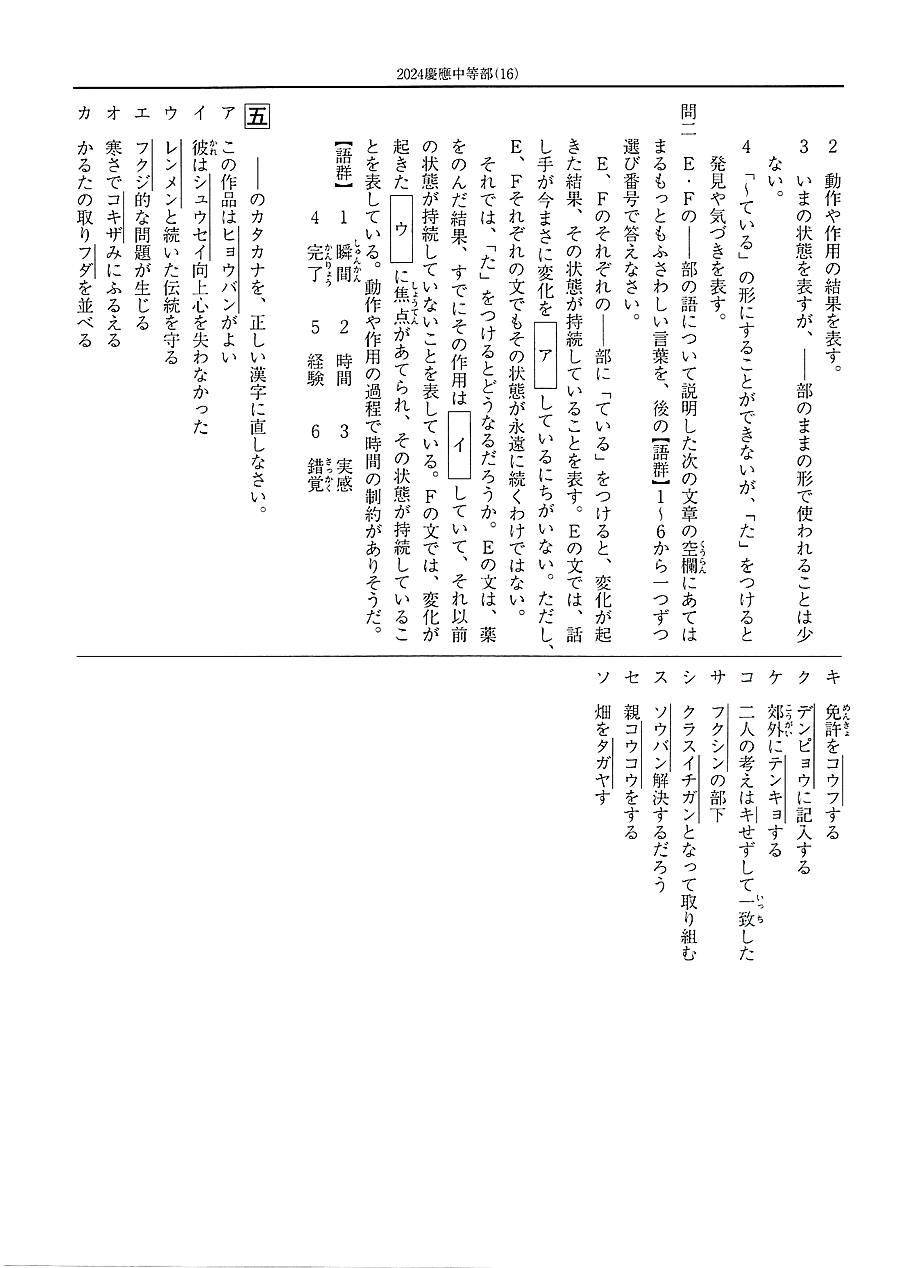 2024慶應中等部(16)
2　動作や作用の結果を表す。
3　いまの状態を表すが、――部のままの形で使われることは少
ない。
4　「～ている」の形にすることができないが、「た」をつけると
発見や気づきを表す。
問二　E・Fの――部の語について説明した次の文章の空欄にあては
まるもっともふさわしい言葉を、後の【語群】1～6から一つずつ
選び番号で答えなさい。
E、Fのそれぞれの――部に「ている」をつけると、変化が起
きた結果、その状態が持続していることを表す。Eの文では、話
し手が今まさに変化を ア しているにちがいない。ただし、
E、Fそれぞれの文でもその状態が永遠に続くわけではない。
それでは、「た」をつけるとどうなるだろうか。Eの文は、薬
をのんだ結果、すでにその作用は イ していて、それ以前
の状態が持続していないことを表している。Fの文では、変化が
起きた ウ に焦点があてられ、その状態が持続しているこ
とを表している。動作や作用の過程で時間の制約がありそうだ。
【語群】　1　瞬間　2　時間　3　実感
4　完了　5　経験　6　錯覚
五　――のカタカナを、正しい漢字に直しなさい。
ア　この作品はヒョウバンがよい
イ　彼はシュウセイ向上心を失わなかった
ウ　レンメンと続いた伝統を守る
エ　フクジ的な問題が生じる
オ　寒さでコキザみにふるえる
カ　かるたの取りフダを並べる
キ　免許をコウフする
ク　デンピョウに記入する
ケ　郊外にテンキョする
コ　二人の考えはキせずして一致した
サ　フクシンの部下
シ　クラスイチガンとなって取り組む
ス　ソウバン解決するだろう
セ　親コウコウをする
ソ　畑をタガヤす